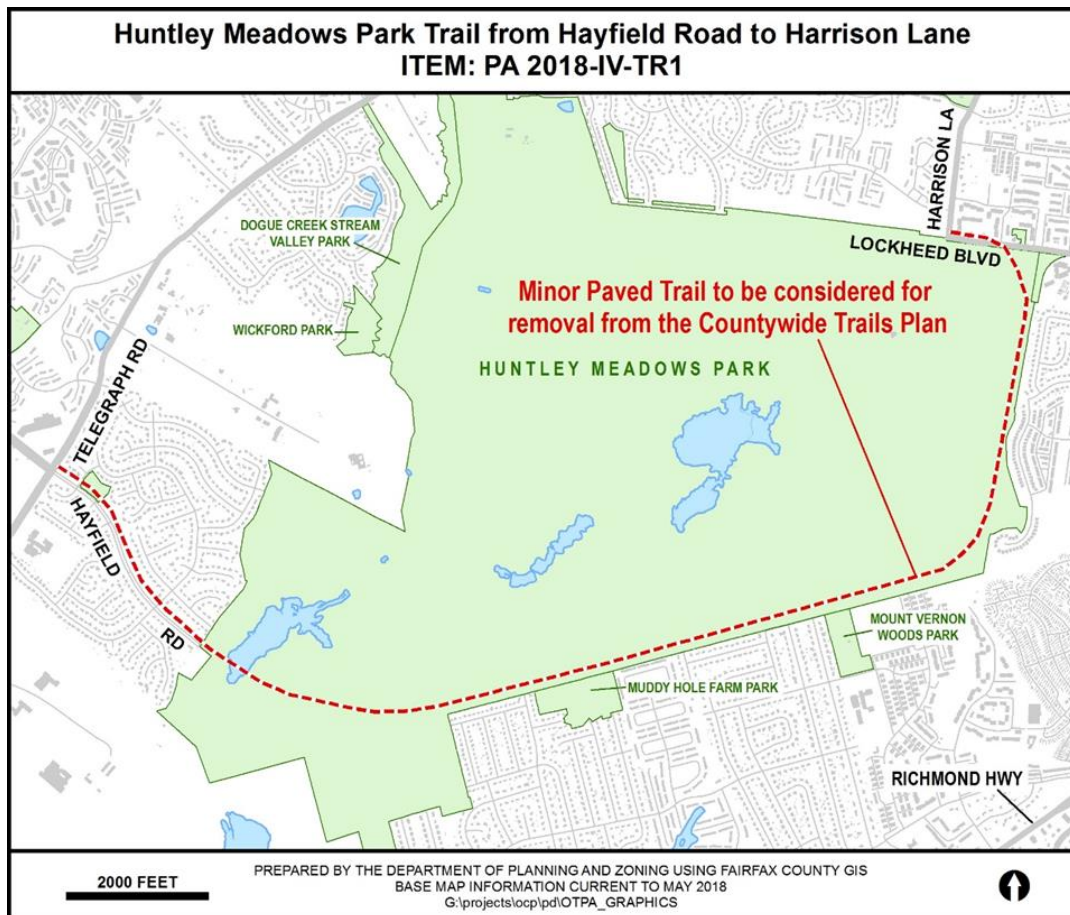 Huntley Meadows Park Trail from Hayfield Road to Harrison Lane
ITEM: PA 2018-IV-TR1
HARRISON LA
DOGUE CREEK STREAM
VALLEY PARK
LOCKHEED BLVD
Minor Paved Trail to be considered for
removal from the Countywide Trails Plan
WICKFORD PARK
HUNTLEY MEADOWS PARK
TELEGRAPH RD
HAYFIELD
RD
MOUNT VERNON
WOODS PARK
MUDDY HOLE FARM PARK
RICHMOND HWY
2000 FEET
PREPARED BY THE DEPARTMENT OF PLANNING AND ZONING USING FAIRFAX COUNTY GIS
BASE MAP INFORMATION CURRENT TO MAY 2018
G:\projects\ocp\pd\OTPA_GRAPHICS